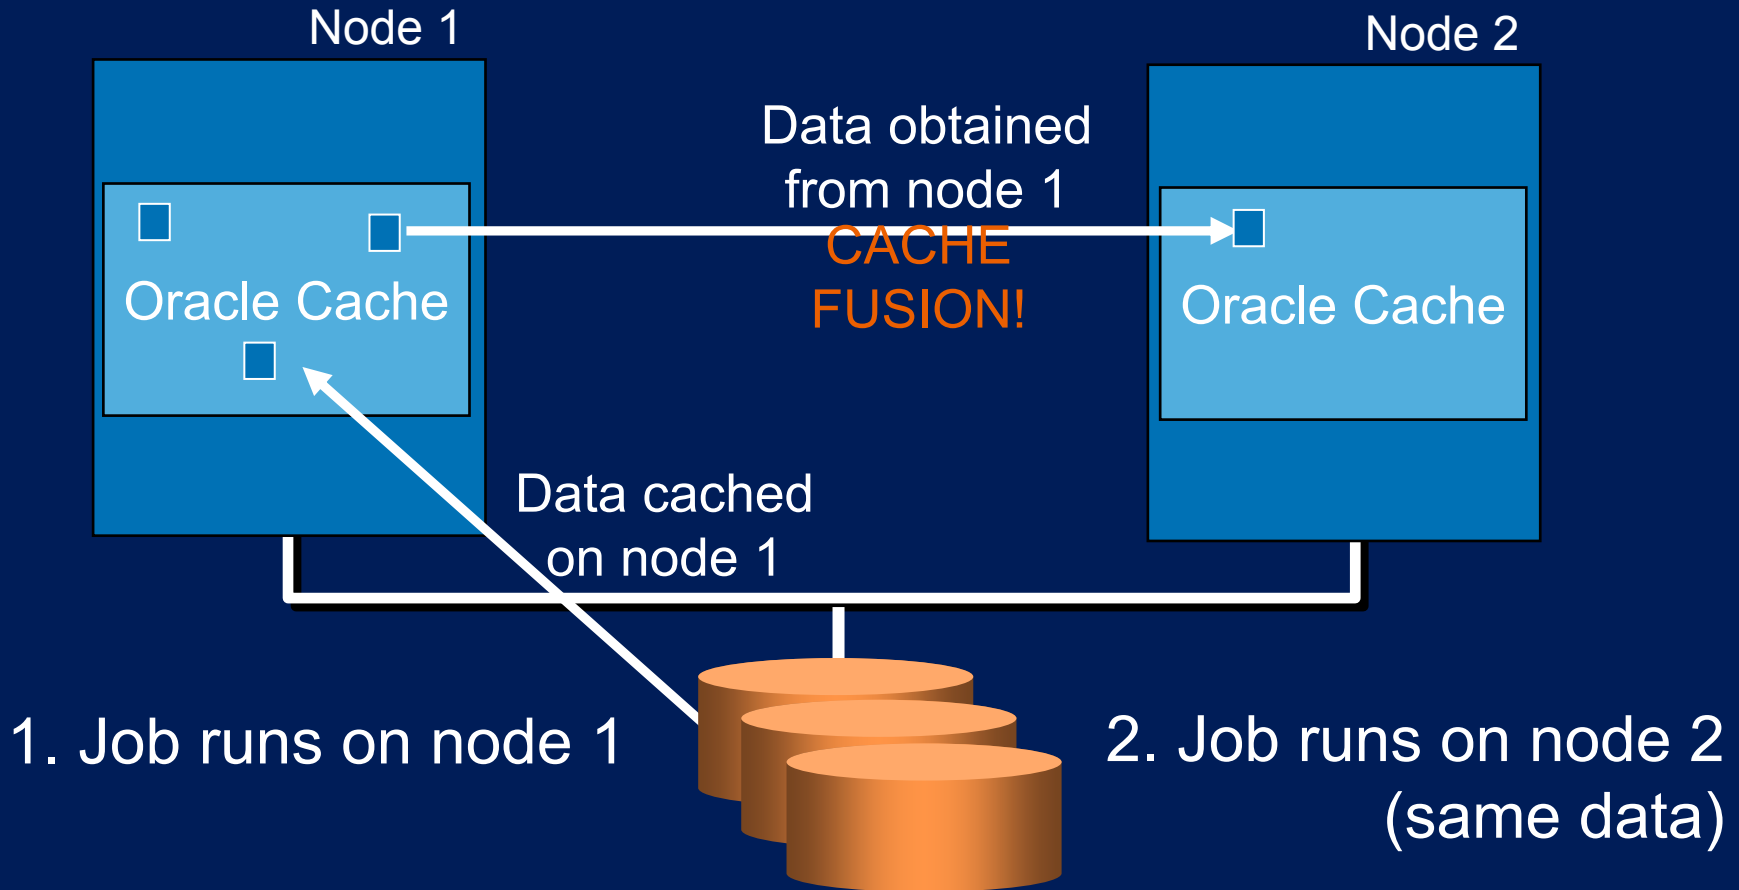 Node 1
Node 2
Data obtained
from node 1
CACHE
FUSION!
Oracle Cache
Oracle Cache
Data cached
on node 1
1. Job runs on node 1
2. Job runs on node 2
(same data)